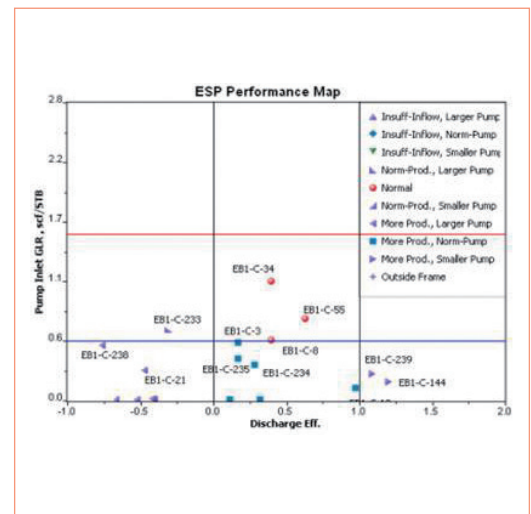 ESP Performance Map
Pump Inlet GLR, scf/STB
2.8
2.2
1.7
1.1
0.6
0.0
Insuff-Inflow, Larger Pump
Insuff-Inflow, Norm-Pump
Insuff-Inflow, Smaller Pump
Norm-Prod., Larger Pump
Normal
Norm-Prod., Smaller Pump
More Prod., Larger Pump
More Prod., Norm-Pump
More Prod., Smaller Pump
Outside Frame
EB1-C-34
EB1-C-55
EB1-C-233
EB1-C-3
EB1-C-8
EB1-C-238
EB1-C-235
EB1-C-234
EB1-C-239
EB1-C-21
EB1-C-144
-1.0
-0.5
0.0
0.5
1.0
1.5
2.0
Discharge Eff.